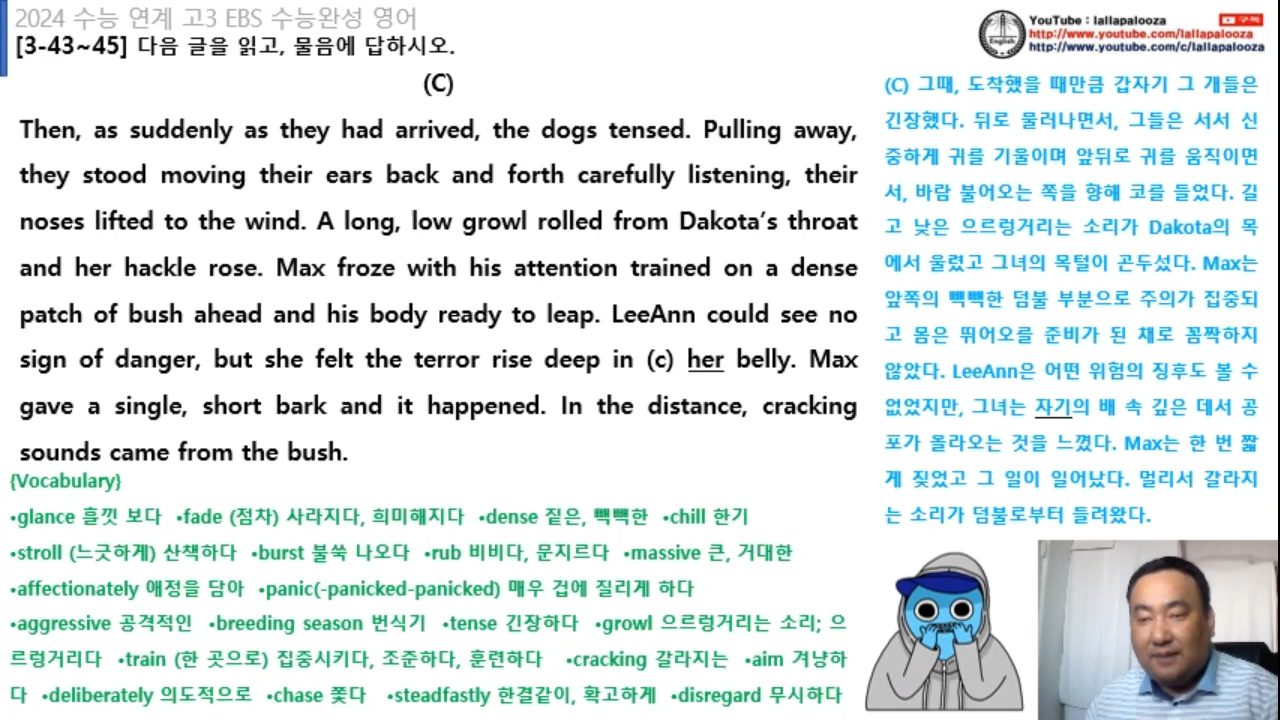 2024 수능 연계 고3 EBS 수능완성 영어
[3-43~45] 다음 글을 읽고, 물음에 답하시오.
(C)
Then, as suddenly as they had arrived, the dogs tensed. Pulling away,
they stood moving their ears back and forth carefully listening, their
noses lifted to the wind. A long, low growl rolled from Dakota's throat
and her hackle rose. Max froze with his attention trained on a dense
patch of bush ahead and his body ready to leap. LeeAnn could see no
sign of danger, but she felt the terror rise deep in (c) her belly. Max
gave a single, short bark and it happened. In the distance, cracking
sounds came from the bush.
{Vocabulary}
•glance 흘낏 보다 •fade (점차) 사라지다, 희미해지다 •dense 짙은, 빽빽한 •chill 한기
•stroll (느긋하게) 산책하다 •burst 불쑥 나오다 •rub 비비다, 문지르다 •massive 큰, 거대한
•affectionately 애정을 담아 •panic(-panicked-panicked) 매우 겁에 질리게 하다
•aggressive 공격적인 •breeding season 번식기 •tense 긴장하다 •growl 으르렁거리는 소리; 으
르렁거리다 •train (한 곳으로) 집중시키다, 조준하다, 훈련하다 •cracking 갈라지는 •aim 겨냥하
다 •deliberately 의도적으로 •chase 쫓다 •steadfastly 한결같이, 확고하게 •disregard 무시하다
English
YouTube : lallapalooza
구독
http://www.youtube.com/lallapalooza
http://www.youtube.com/c/lallapalooza
(C) 그때, 도착했을 때만큼 갑자기 그 개들은
긴장했다. 뒤로 물러나면서, 그들은 서서 신
중하게 귀를 기울이며 앞뒤로 귀를 움직이면
서, 바람 불어오는 쪽을 향해 코를 들었다. 길
고 낮은 으르렁거리는 소리가 Dakota의 목
에서 울렸고 그녀의 목털이 곤두섰다. Max는
앞쪽의 빽빽한 덤불 부분으로 주의가 집중되
고 몸은 뛰어오를 준비가 된 채로 꼼짝하지
않았다. LeeAnn은 어떤 위험의 징후도 볼 수
없었지만, 그녀는 자기의 배 속 깊은 데서 공
포가 올라오는 것을 느꼈다. Max는 한 번 짧
게 짖었고 그 일이 일어났다. 멀리서 갈라지
는 소리가 덤불로부터 들려왔다.